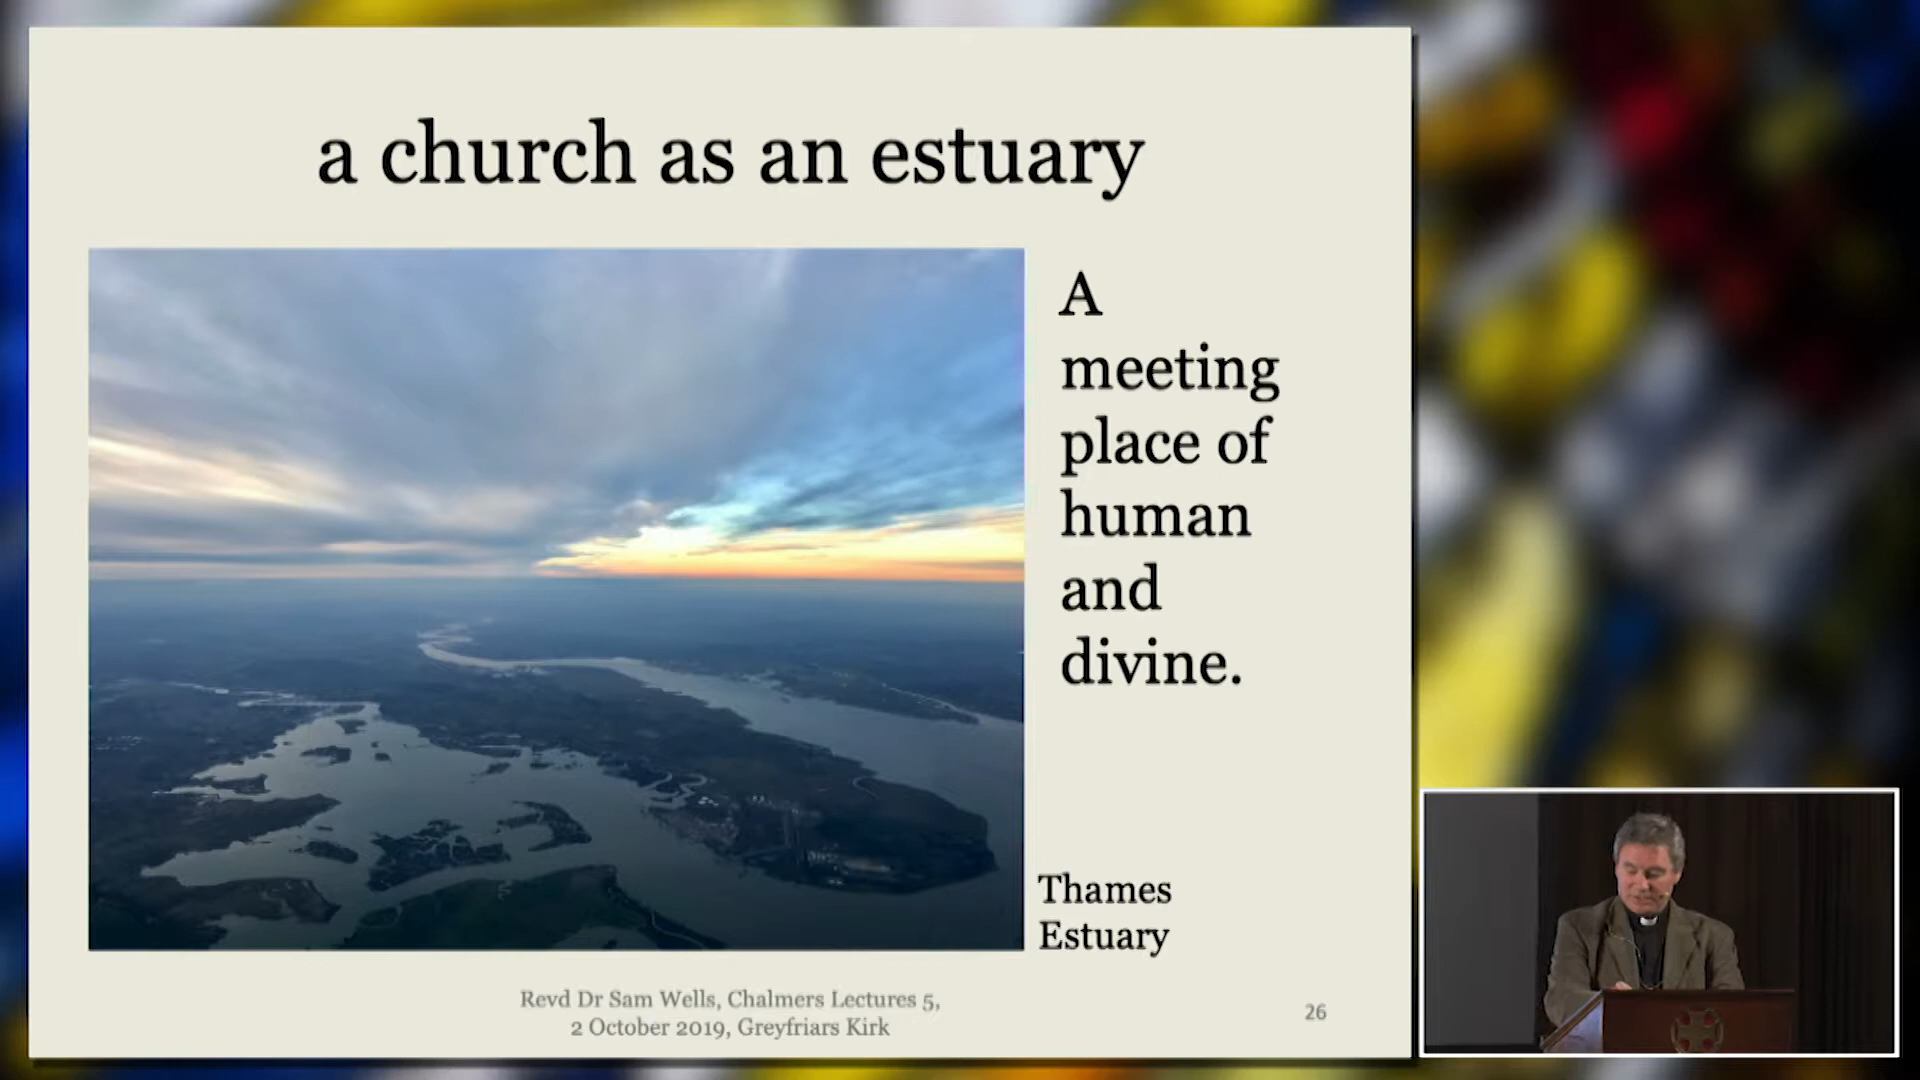 a church as an estuary
A
meeting
place of
human
and
divine.
Thames
Estuary
Revd Dr Sam Wells, Chalmers Lectures 5,
2 October 2019, Greyfriars Kirk
26